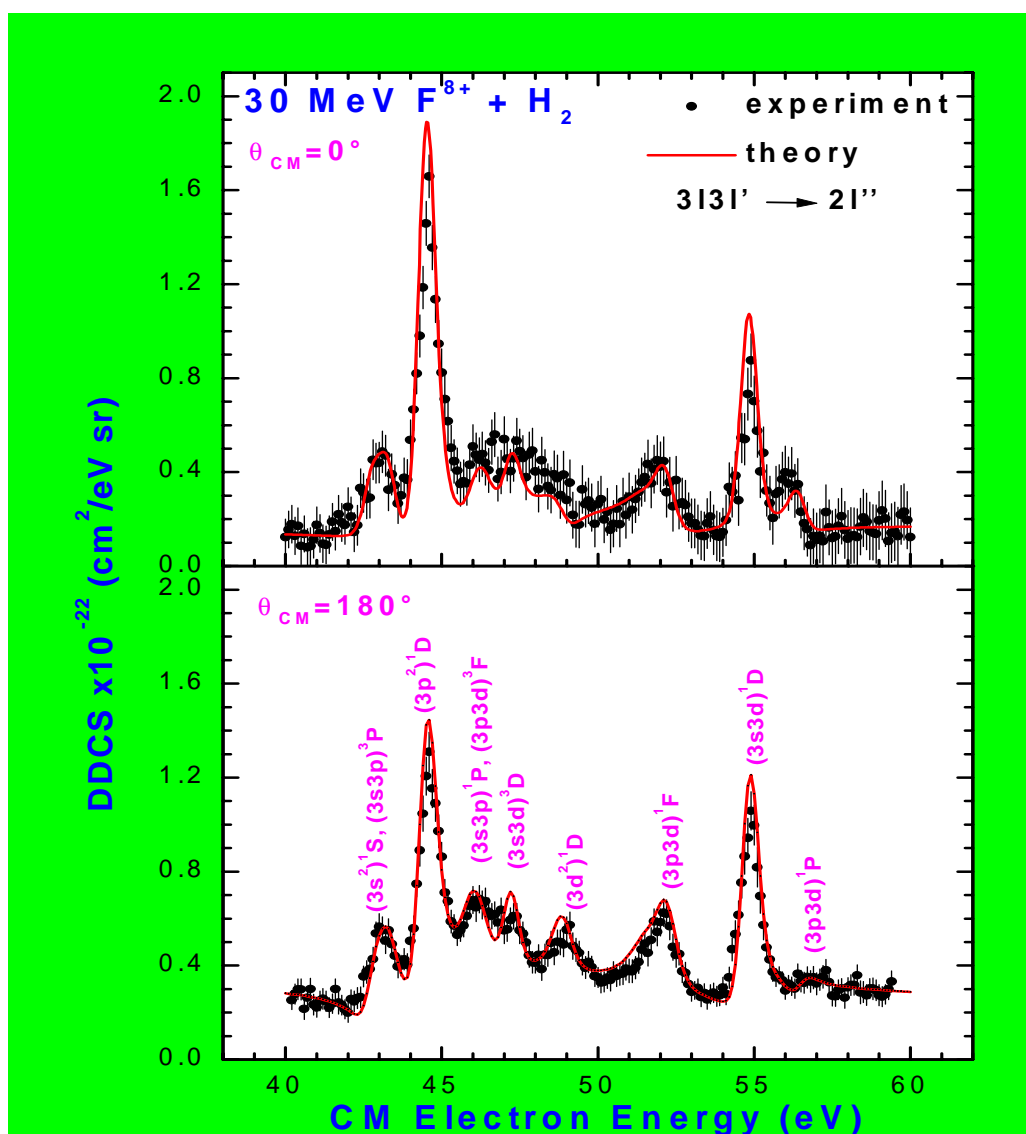 30 MeV F⁸⁺ + H₂
θ_CM=0°
experiment
theory
3l3l' → 2l''
2.0
1.6
1.2
0.8
0.4
0.0
θ_CM=180°
(3s²)¹S, (3s3p)³P
(3p²)¹D
(3s3p)¹P, (3p3d)³F
(3s3d)³D
(3d²)¹D
(3p3d)¹F
(3s3d)¹D
(3p3d)¹P
2.0
1.6
1.2
0.8
0.4
0.0
40 45 50 55 60
CM Electron Energy (eV)
DDCS x10⁻²² (cm²/eV sr)